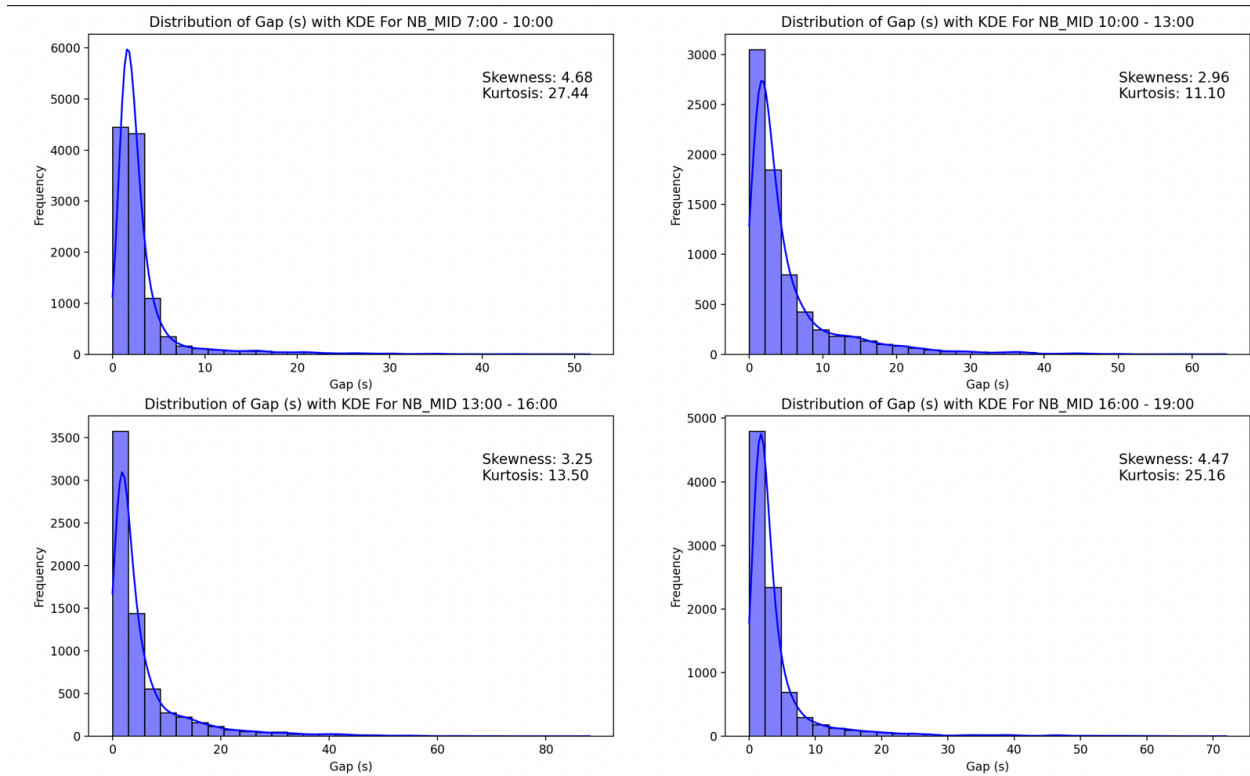 Distribution of Gap (s) with KDE For NB_MID 7:00 - 10:00
6000
5000
4000
3000
2000
1000
0
Frequency
Skewness: 4.68
Kurtosis: 27.44
0 10 20 30 40 50
Gap (s)
Distribution of Gap (s) with KDE For NB_MID 10:00 - 13:00
3000
2500
2000
1500
1000
500
0
Frequency
Skewness: 2.96
Kurtosis: 11.10
0 10 20 30 40 50 60
Gap (s)
Distribution of Gap (s) with KDE For NB_MID 13:00 - 16:00
3500
3000
2500
2000
1500
1000
500
0
Frequency
Skewness: 3.25
Kurtosis: 13.50
0 20 40 60 80
Gap (s)
Distribution of Gap (s) with KDE For NB_MID 16:00 - 19:00
5000
4000
3000
2000
1000
0
Frequency
Skewness: 4.47
Kurtosis: 25.16
0 10 20 30 40 50 60 70
Gap (s)